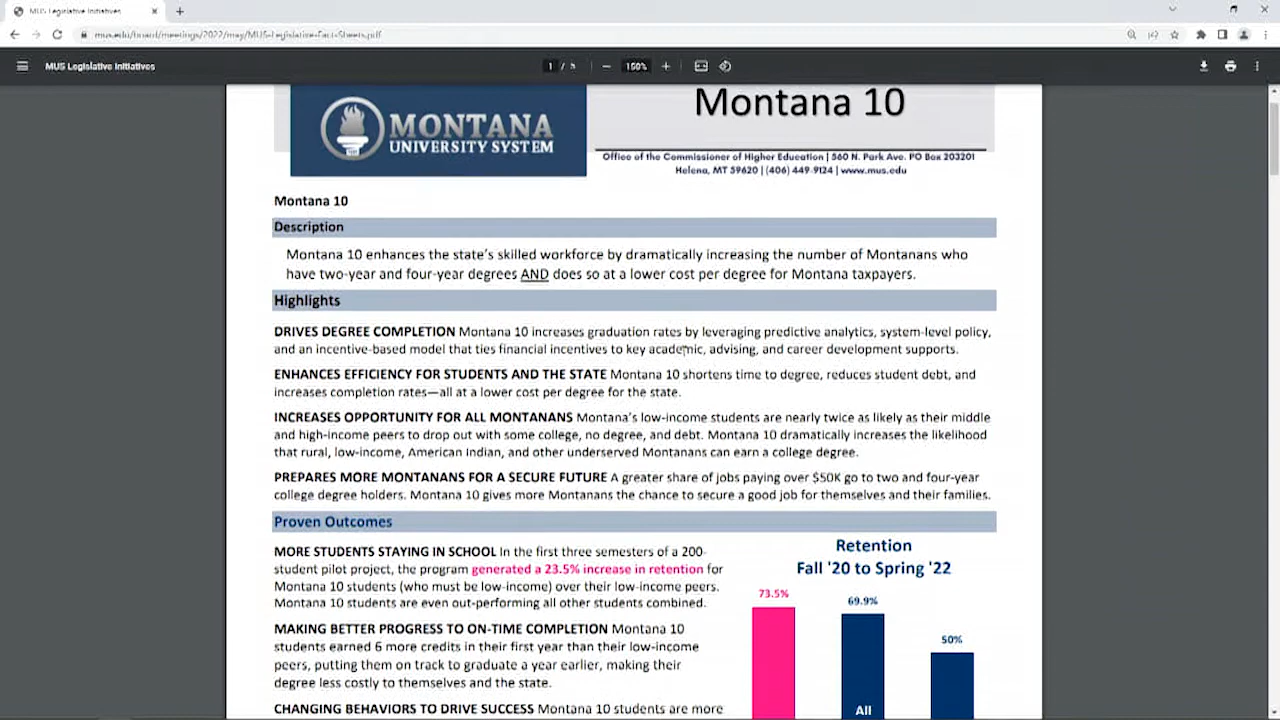 MUS Legislative Initiatives
mus.edu/board/meetings/2022/may/MUS-Legislative-Fact-Sheets.pdf
MUS Legislative Initiatives
1 / 5
150%
MONTANA
UNIVERSITY SYSTEM
Montana 10
Office of the Commissioner of Higher Education | 560 N. Park Ave. PO Box 203201
Helena, MT 59620 | (406) 449-9124 | www.mus.edu
Montana 10
Description
Montana 10 enhances the state's skilled workforce by dramatically increasing the number of Montanans who
have two-year and four-year degrees AND does so at a lower cost per degree for Montana taxpayers.
Highlights
DRIVES DEGREE COMPLETION Montana 10 increases graduation rates by leveraging predictive analytics, system-level policy,
and an incentive-based model that ties financial incentives to key academic, advising, and career development supports.
ENHANCES EFFICIENCY FOR STUDENTS AND THE STATE Montana 10 shortens time to degree, reduces student debt, and
increases completion rates—all at a lower cost per degree for the state.
INCREASES OPPORTUNITY FOR ALL MONTANANS Montana's low-income students are nearly twice as likely as their middle
and high-income peers to drop out with some college, no degree, and debt. Montana 10 dramatically increases the likelihood
that rural, low-income, American Indian, and other underserved Montanans can earn a college degree.
PREPARES MORE MONTANANS FOR A SECURE FUTURE A greater share of jobs paying over $50K go to two and four-year
college degree holders. Montana 10 gives more Montanans the chance to secure a good job for themselves and their families.
Proven Outcomes
MORE STUDENTS STAYING IN SCHOOL In the first three semesters of a 200-
student pilot project, the program generated a 23.5% increase in retention for
Montana 10 students (who must be low-income) over their low-income peers.
Montana 10 students are even out-performing all other students combined.
MAKING BETTER PROGRESS TO ON-TIME COMPLETION Montana 10
students earned 6 more credits in their first year than their low-income
peers, putting them on track to graduate a year earlier, making their
degree less costly to themselves and the state.
CHANGING BEHAVIORS TO DRIVE SUCCESS Montana 10 students are more
Retention
Fall '20 to Spring '22
73.5%
69.9%
50%
All